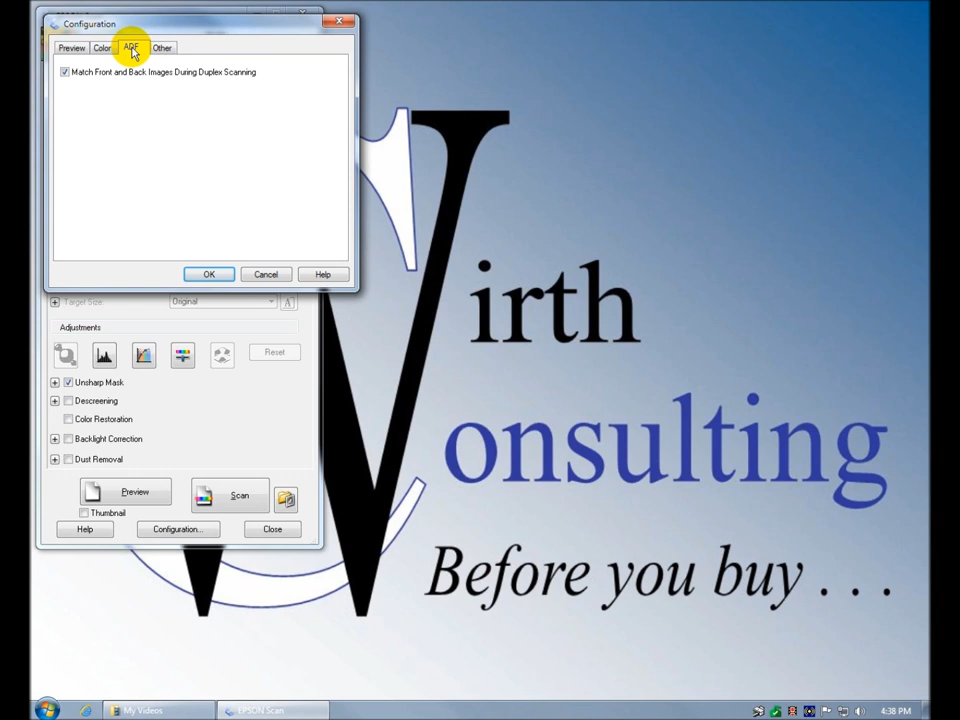 Configuration
Preview Color ADF Other
Match Front and Back Images During Duplex Scanning
OK Cancel Help
Target Size: Original
Adjustments
Reset
Unsharp Mask
Descreening
Color Restoration
Backlight Correction
Dust Removal
Preview Scan
Thumbnail
Help Configuration... Close
irth
onsulting
Before you buy . . .
My Videos EPSON Scan 4:38 PM